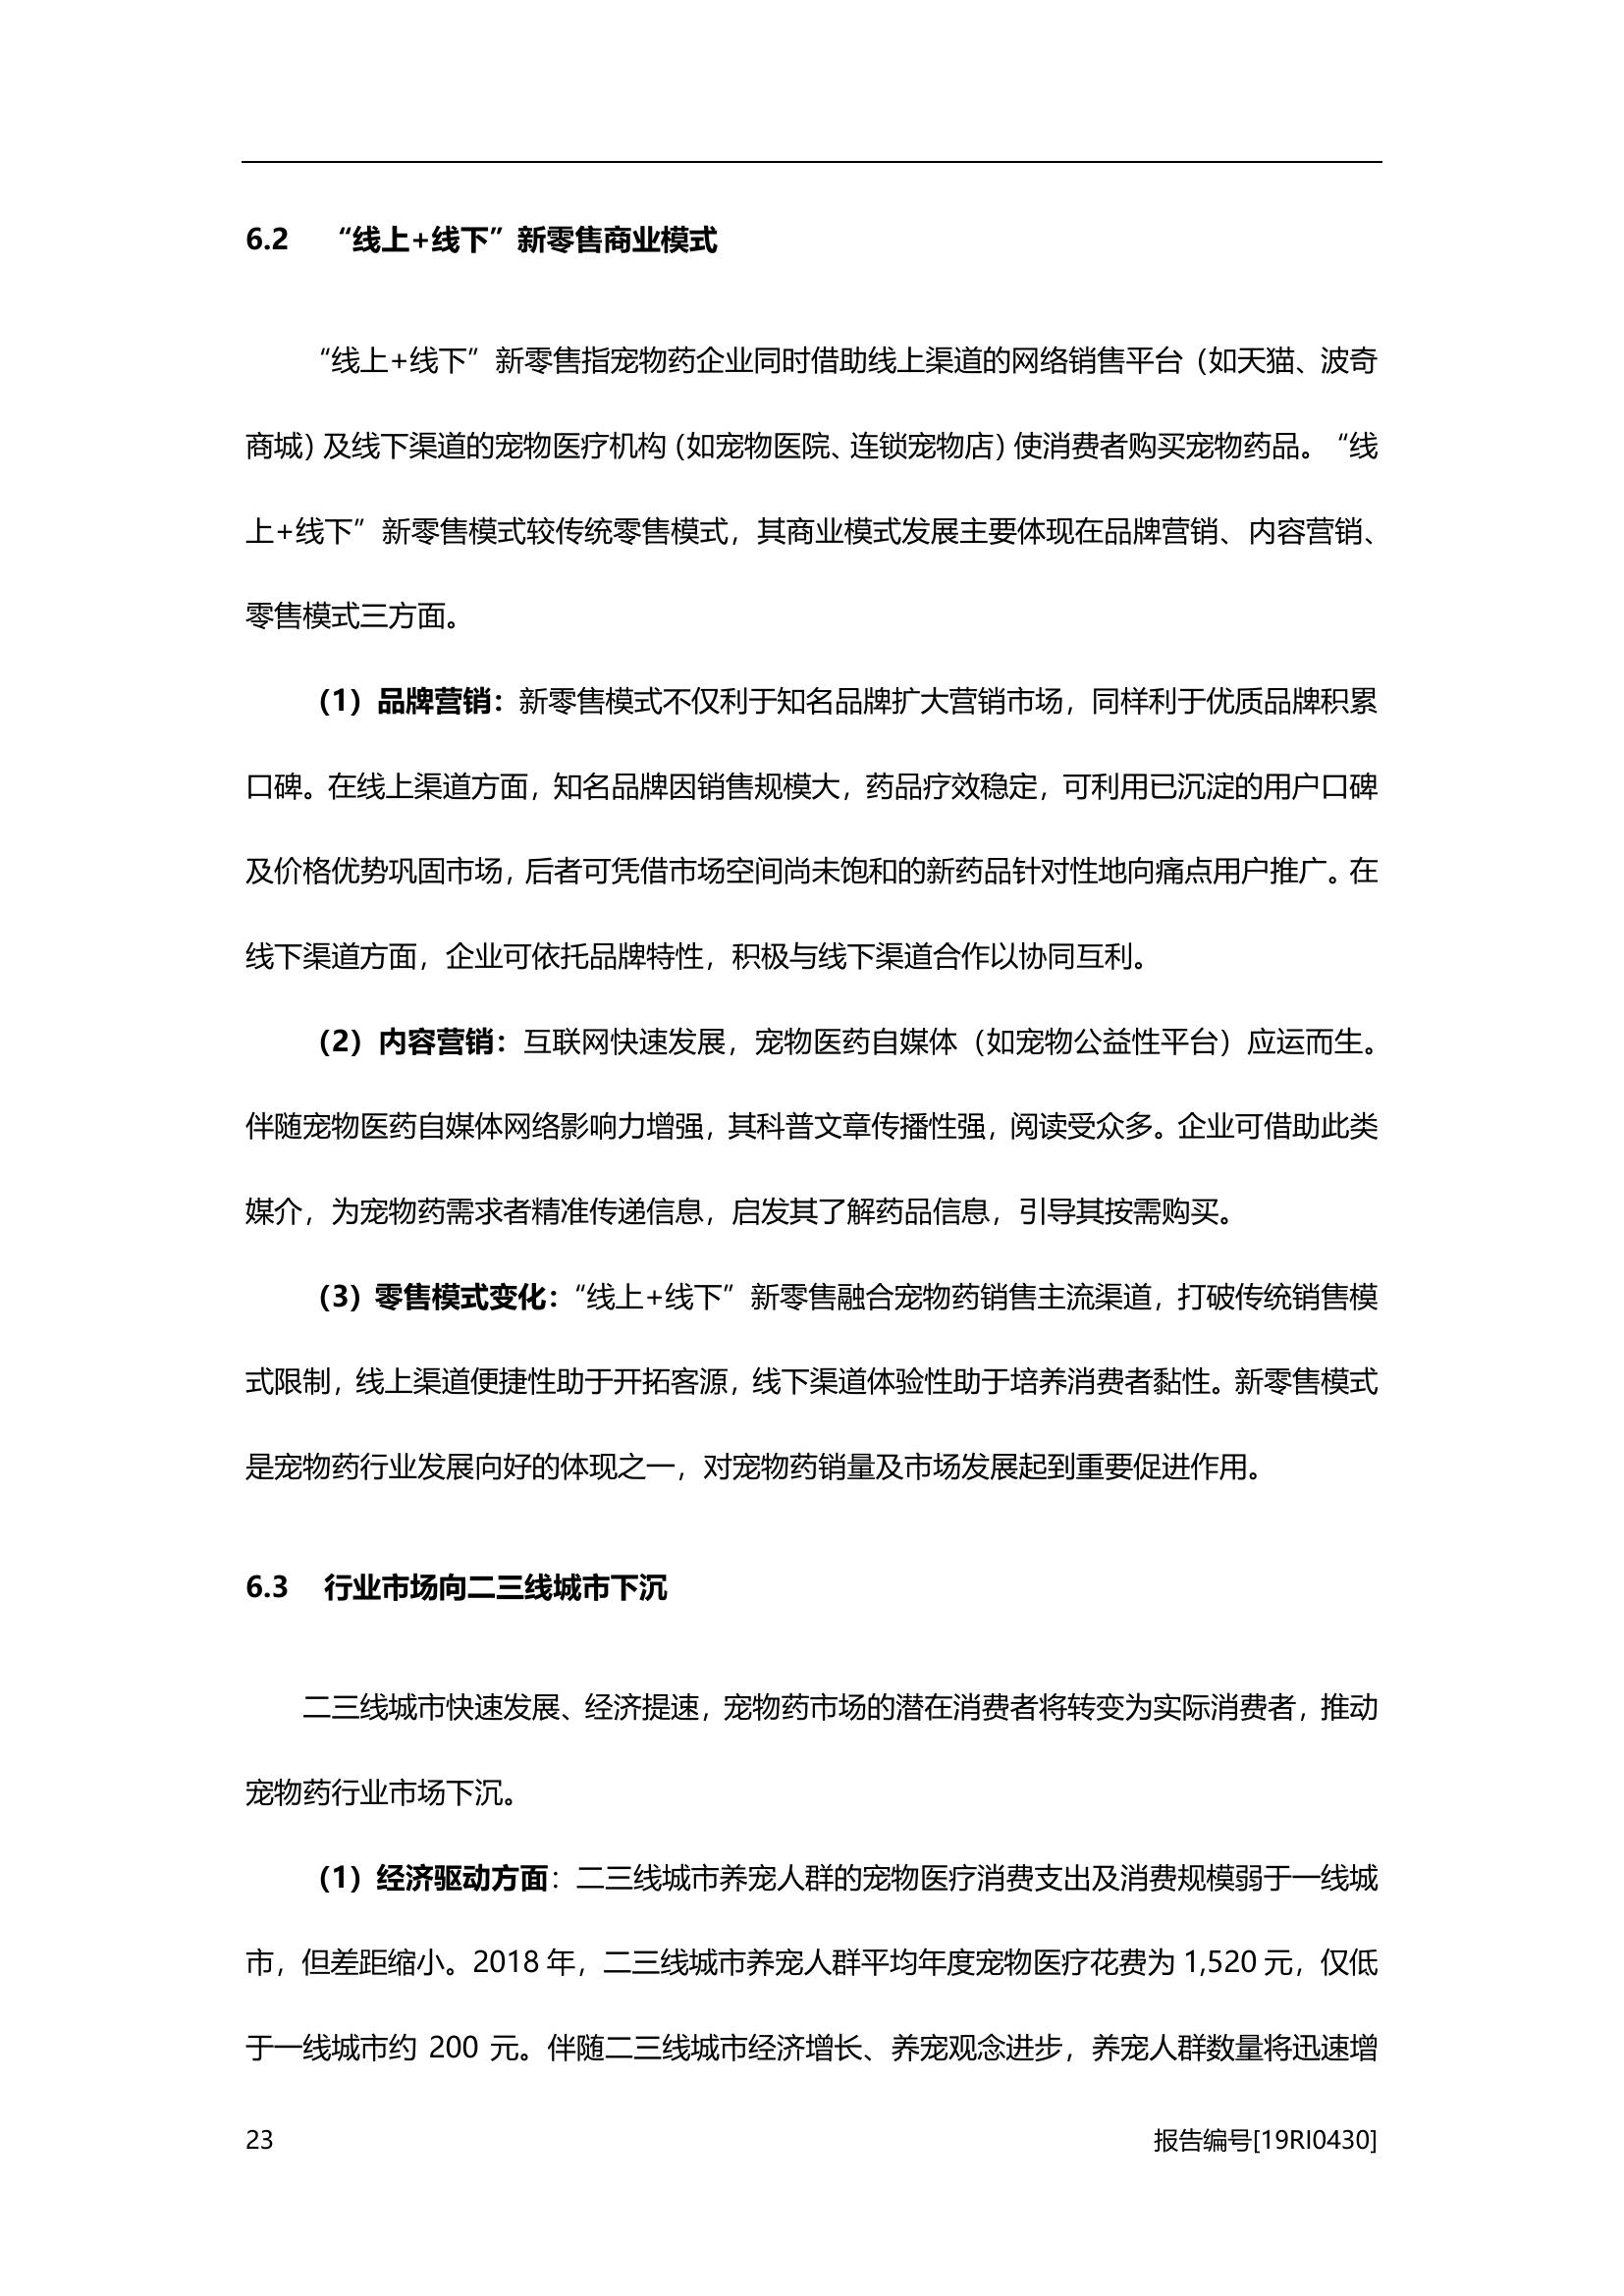 6.2 “线上+线下”新零售商业模式
“线上+线下”新零售指宠物药企业同时借助线上渠道的网络销售平台（如天猫、波奇
商城）及线下渠道的宠物医疗机构（如宠物医院、连锁宠物店）使消费者购买宠物药品。“线
上+线下”新零售模式较传统零售模式，其商业模式发展主要体现在品牌营销、内容营销、
零售模式三方面。
（1）品牌营销：新零售模式不仅利于知名品牌扩大营销市场，同样利于优质品牌积累
口碑。在线上渠道方面，知名品牌因销售规模大，药品疗效稳定，可利用已沉淀的用户口碑
及价格优势巩固市场，后者可凭借市场空间尚未饱和的新药品针对性地向痛点用户推广。在
线下渠道方面，企业可依托品牌特性，积极与线下渠道合作以协同互利。
（2）内容营销：互联网快速发展，宠物医药自媒体（如宠物公益性平台）应运而生。
伴随宠物医药自媒体网络影响力增强，其科普文章传播性强，阅读受众多。企业可借助此类
媒介，为宠物药需求者精准传递信息，启发其了解药品信息，引导其按需购买。
（3）零售模式变化：“线上+线下”新零售融合宠物药销售主流渠道，打破传统销售模
式限制，线上渠道便捷性助于开拓客源，线下渠道体验性助于培养消费者黏性。新零售模式
是宠物药行业发展向好的体现之一，对宠物药销量及市场发展起到重要促进作用。
6.3 行业市场向二三线城市下沉
二三线城市快速发展、经济提速，宠物药市场的潜在消费者将转变为实际消费者，推动
宠物药行业市场下沉。
（1）经济驱动方面：二三线城市养宠人群的宠物医疗消费支出及消费规模弱于一线城
市，但差距缩小。2018 年，二三线城市养宠人群平均年度宠物医疗花费为 1,520 元，仅低
于一线城市约 200 元。伴随二三线城市经济增长、养宠观念进步，养宠人群数量将迅速增
23 报告编号[19RI0430]